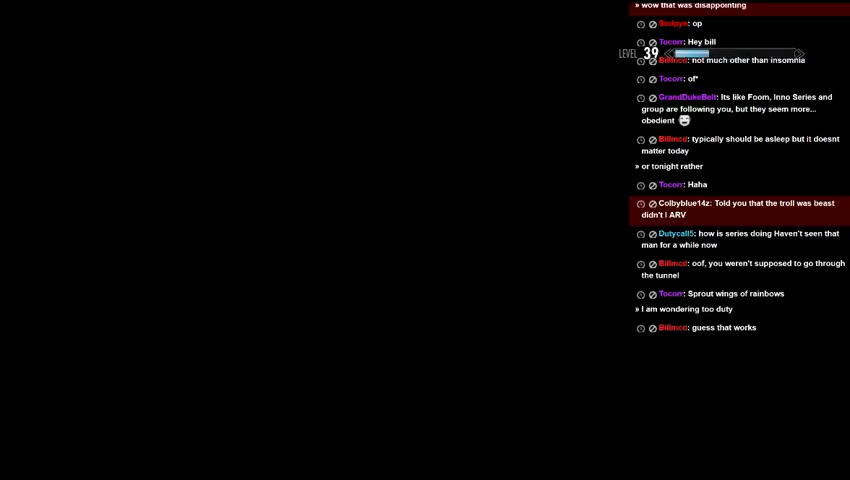 » wow that was disappointing
: op
Tocorr: Hey bill
LEVEL 39
Billmcd: not much other than insomnia
Tocorr: of*
GrandDukeBelt: Its like Foom, Inno Series and
group are following you, but they seem more...
obedient
Billmcd: typically should be asleep but it doesnt
matter today
» or tonight rather
Tocorr: Haha
Colbyblue14z: Told you that the troll was beast
didn't I ARV
Dutycall5: how is series doing Haven't seen that
man for a while now
Billmcd: oof, you weren't supposed to go through
the tunnel
Tocorr: Sprout wings of rainbows
» I am wondering too duty
Billmcd: guess that works